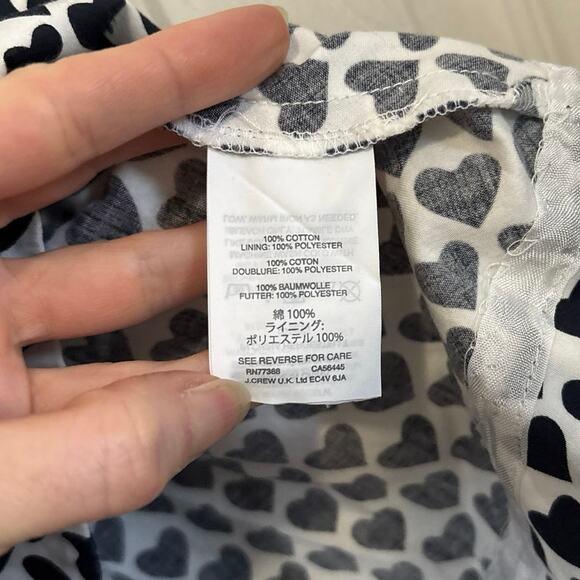 100% COTTON
LINING: 100% POLYESTER
100% COTON
DOUBLURE: 100% POLYESTER
100% BAUMWOLLE
FUTTER: 100% POLYESTER
綿 100%
ライニング:
ポリエステル 100%
SEE REVERSE FOR CARE
RN77388 CA56445
J.CREW U.K. Ltd EC4V 6JA